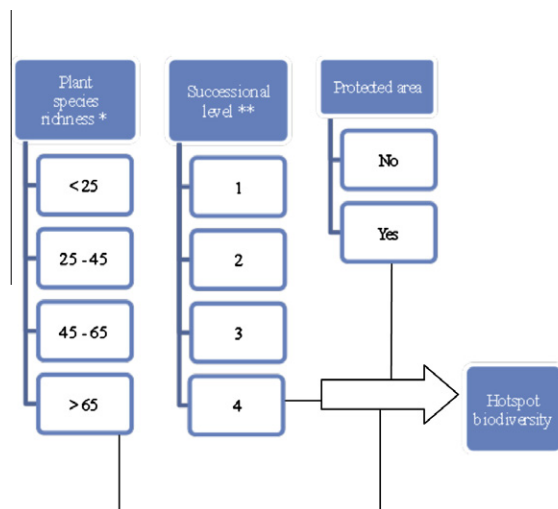 Plant
species
richness *
<25
25 - 45
45 - 65
>65
Successional
level **
1
2
3
4
Protected area
No
Yes
Hotspot
biodiversity